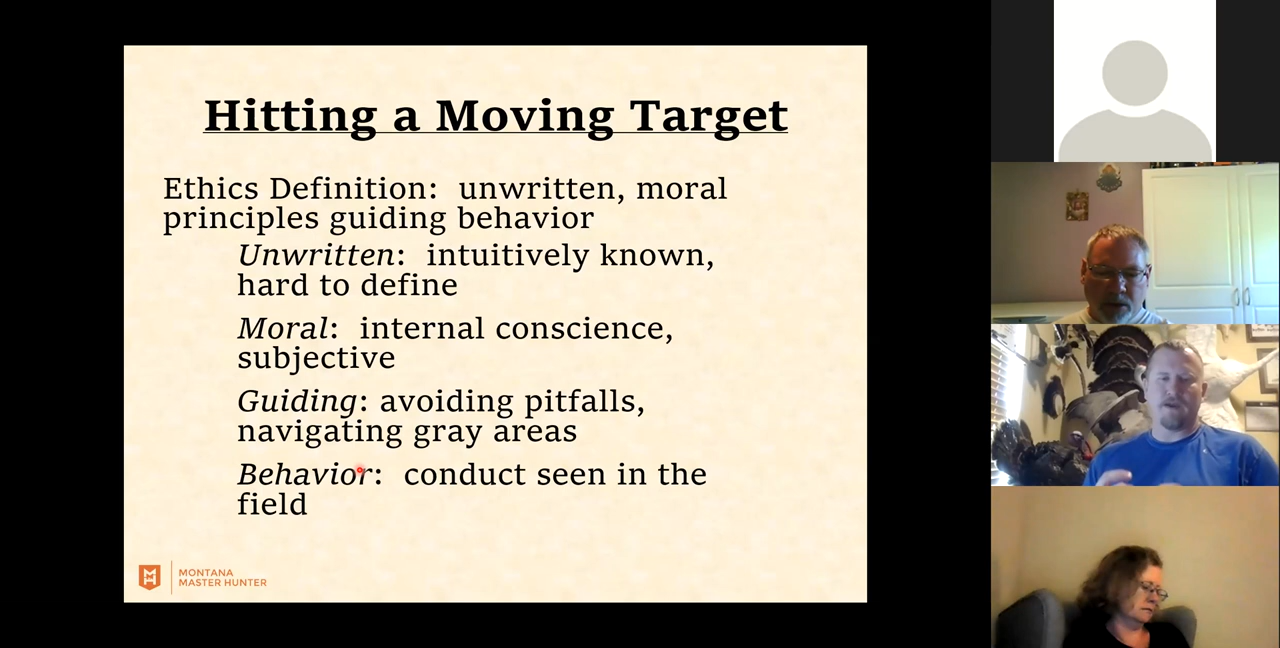 Hitting a Moving Target
Ethics Definition:  unwritten, moral
principles guiding behavior
Unwritten:  intuitively known,
hard to define
Moral:  internal conscience,
subjective
Guiding: avoiding pitfalls,
navigating gray areas
Behavior:  conduct seen in the
field
MONTANA
MASTER HUNTER